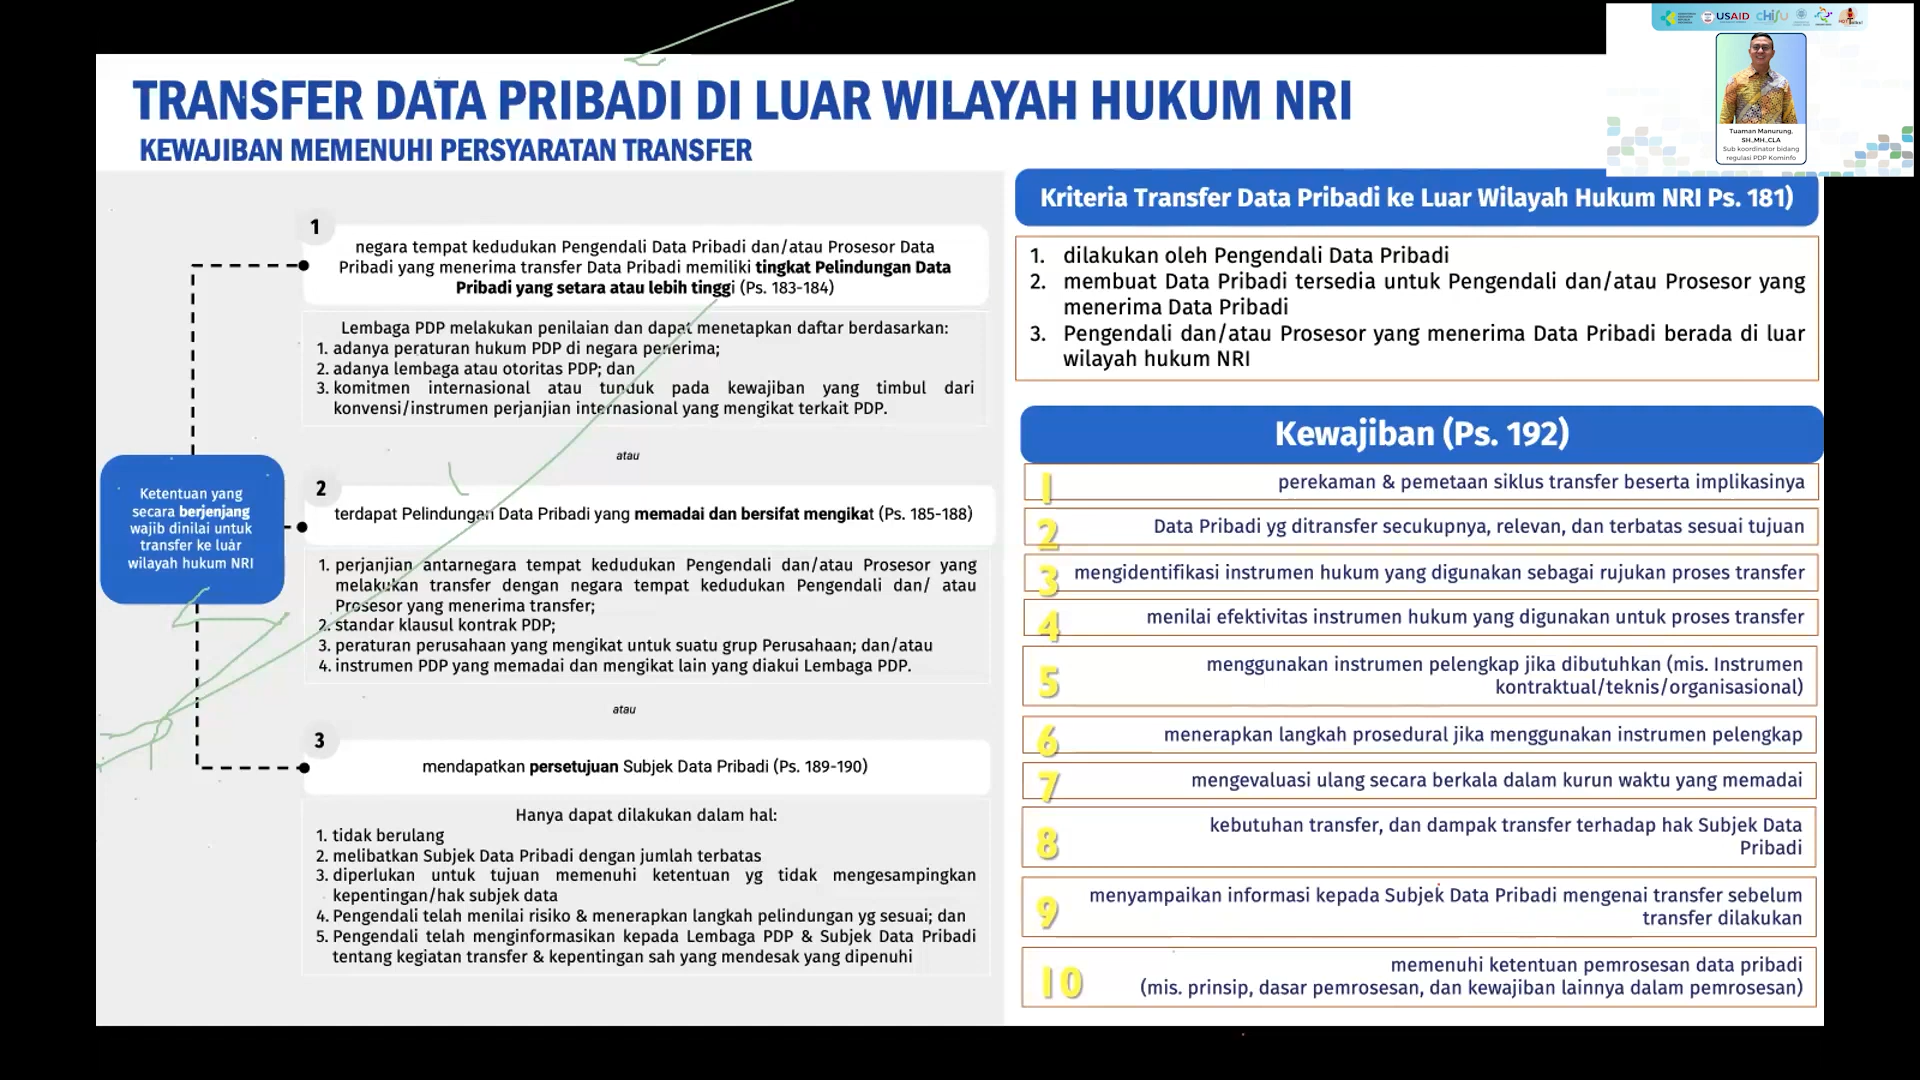 TRANSFER DATA PRIBADI DI LUAR WILAYAH HUKUM NRI
KEWAJIBAN MEMENUHI PERSYARATAN TRANSFER
USAID
CHISU
Tuaman Manurung,
SH.,MH.,CLA
Sub koordinator bidang
regulasi PDP Kominfo
Ketentuan yang
secara berjenjang
wajib dinilai untuk
transfer ke luar
wilayah hukum NRI
1
negara tempat kedudukan Pengendali Data Pribadi dan/atau Prosesor Data
Pribadi yang menerima transfer Data Pribadi memiliki tingkat Pelindungan Data
Pribadi yang setara atau lebih tinggi (Ps. 183-184)
Lembaga PDP melakukan penilaian dan dapat menetapkan daftar berdasarkan:
1. adanya peraturan hukum PDP di negara penerima;
2. adanya lembaga atau otoritas PDP; dan
3. komitmen internasional atau tunduk pada kewajiban yang timbul dari
konvensi/instrumen perjanjian internasional yang mengikat terkait PDP.
atau
2
terdapat Pelindungan Data Pribadi yang memadai dan bersifat mengikat (Ps. 185-188)
1. perjanjian antarnegara tempat kedudukan Pengendali dan/atau Prosesor yang
melakukan transfer dengan negara tempat kedudukan Pengendali dan/ atau
Prosesor yang menerima transfer;
2. standar klausul kontrak PDP;
3. peraturan perusahaan yang mengikat untuk suatu grup Perusahaan; dan/atau
4. instrumen PDP yang memadai dan mengikat lain yang diakui Lembaga PDP.
atau
3
mendapatkan persetujuan Subjek Data Pribadi (Ps. 189-190)
Hanya dapat dilakukan dalam hal:
1. tidak berulang
2. melibatkan Subjek Data Pribadi dengan jumlah terbatas
3. diperlukan untuk tujuan memenuhi ketentuan yg tidak mengesampingkan
kepentingan/hak subjek data
4. Pengendali telah menilai risiko & menerapkan langkah pelindungan yg sesuai; dan
5. Pengendali telah menginformasikan kepada Lembaga PDP & Subjek Data Pribadi
tentang kegiatan transfer & kepentingan sah yang mendesak yang dipenuhi
Kriteria Transfer Data Pribadi ke Luar Wilayah Hukum NRI Ps. 181)
1. dilakukan oleh Pengendali Data Pribadi
2. membuat Data Pribadi tersedia untuk Pengendali dan/atau Prosesor yang
menerima Data Pribadi
3. Pengendali dan/atau Prosesor yang menerima Data Pribadi berada di luar
wilayah hukum NRI
Kewajiban (Ps. 192)
1 perekaman & pemetaan siklus transfer beserta implikasinya
2 Data Pribadi yg ditransfer secukupnya, relevan, dan terbatas sesuai tujuan
3 mengidentifikasi instrumen hukum yang digunakan sebagai rujukan proses transfer
4 menilai efektivitas instrumen hukum yang digunakan untuk proses transfer
5 menggunakan instrumen pelengkap jika dibutuhkan (mis. Instrumen
kontraktual/teknis/organisasional)
6 menerapkan langkah prosedural jika menggunakan instrumen pelengkap
7 mengevaluasi ulang secara berkala dalam kurun waktu yang memadai
8 kebutuhan transfer, dan dampak transfer terhadap hak Subjek Data
Pribadi
9 menyampaikan informasi kepada Subjek Data Pribadi mengenai transfer sebelum
transfer dilakukan
10 memenuhi ketentuan pemrosesan data pribadi
(mis. prinsip, dasar pemrosesan, dan kewajiban lainnya dalam pemrosesan)